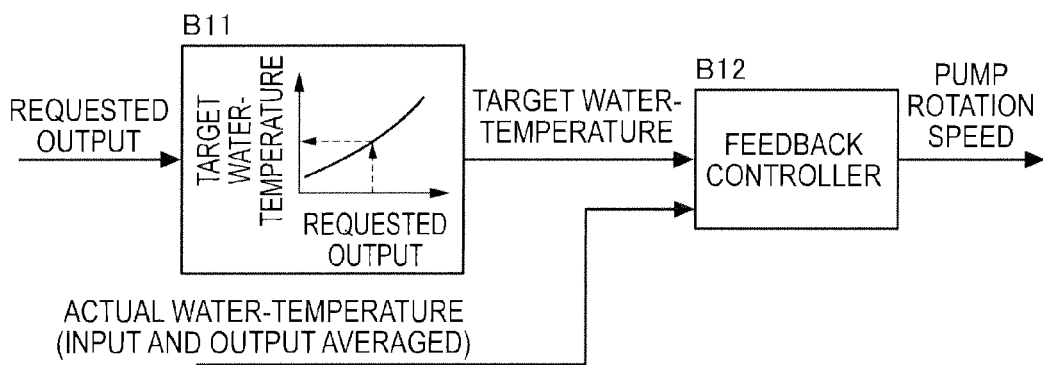 B11
REQUESTED
OUTPUT
TARGET
WATER-
TEMPERATURE
REQUESTED
OUTPUT
TARGET WATER-
TEMPERATURE
B12
FEEDBACK
CONTROLLER
PUMP
ROTATION
SPEED
ACTUAL WATER-TEMPERATURE
(INPUT AND OUTPUT AVERAGED)